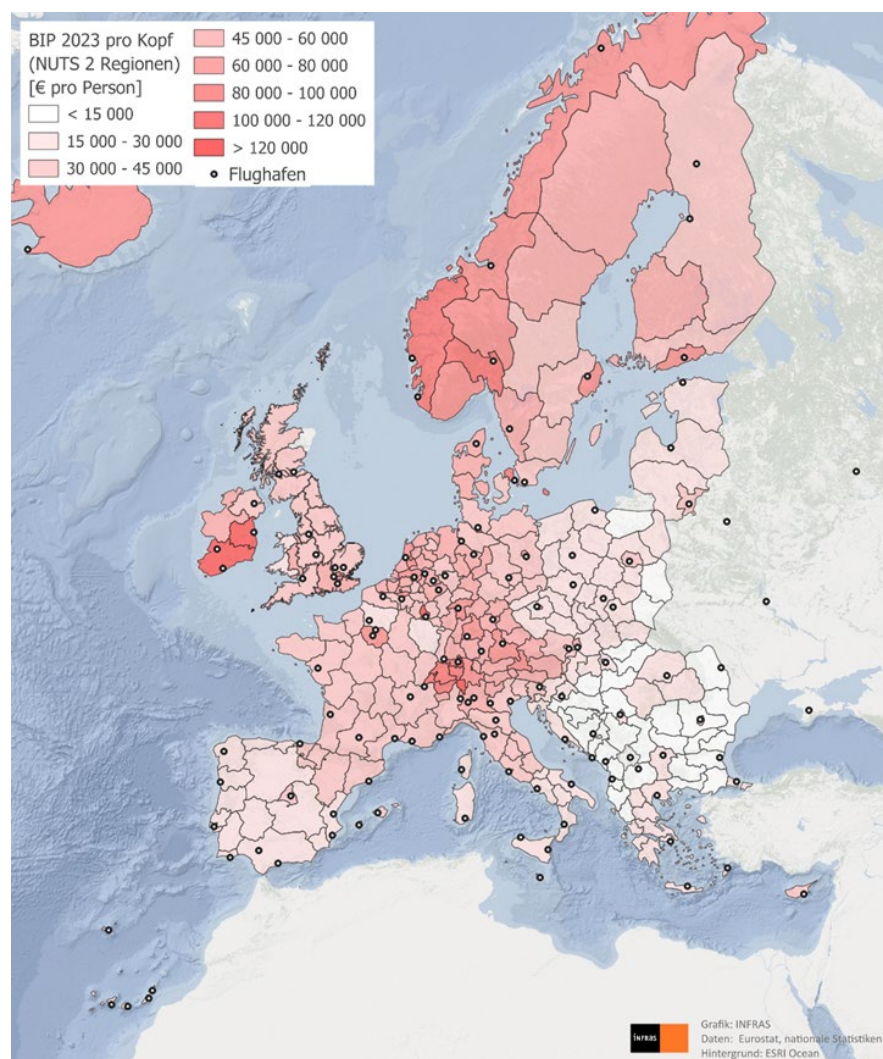 BIP 2023 pro Kopf
(NUTS 2 Regionen)
[€ pro Person]
< 15 000
15 000 - 30 000
30 000 - 45 000
45 000 - 60 000
60 000 - 80 000
80 000 - 100 000
100 000 - 120 000
> 120 000
Flughafen
infras
Grafik: INFRAS
Daten: Eurostat, nationale Statistiken
Hintergrund: ESRI Ocean